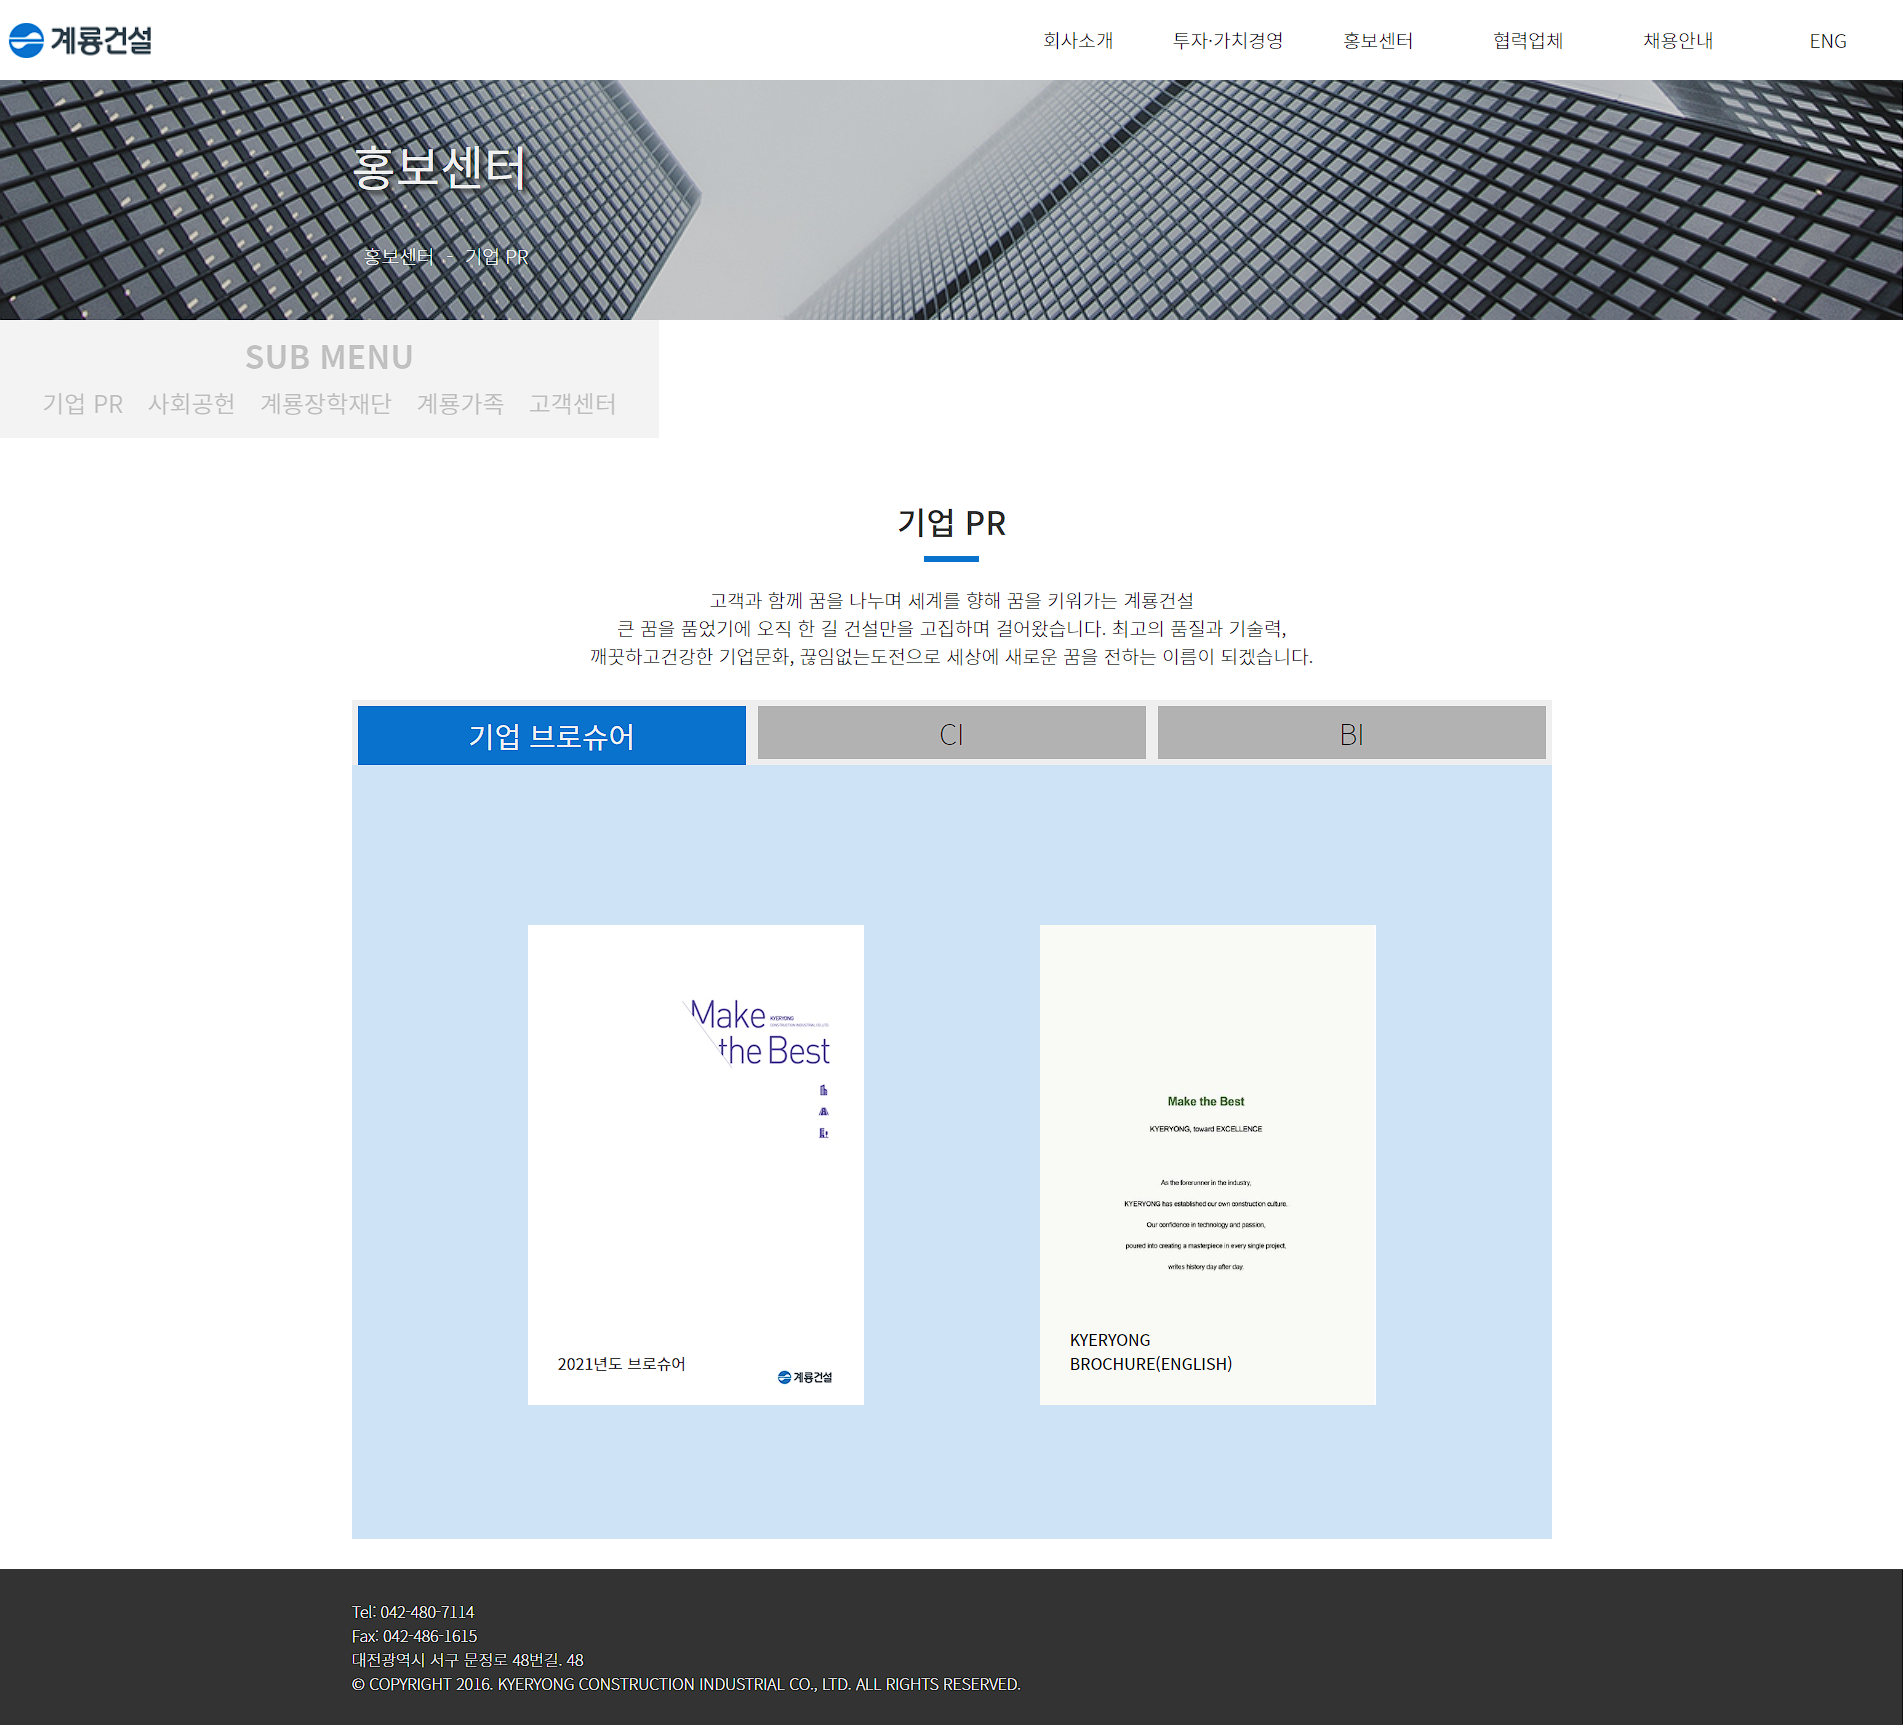 계룡건설
회사소개 투자·가치경영 홍보센터 협력업체 채용안내 ENG
홍보센터
홍보센터 - 기업 PR
SUB MENU
기업 PR 사회공헌 계룡장학재단 계룡가족 고객센터
기업 PR
고객과 함께 꿈을 나누며 세계를 향해 꿈을 키워가는 계룡건설
큰 꿈을 품었기에 오직 한 길 건설만을 고집하며 걸어왔습니다. 최고의 품질과 기술력,
깨끗하고건강한 기업문화, 끊임없는도전으로 세상에 새로운 꿈을 전하는 이름이 되겠습니다.
기업 브로슈어 CI BI
Make
KYERYONG
CONSTRUCTION INDUSTRIAL CO.,LTD
the Best
2021년도 브로슈어
계룡건설
Make the Best
KYERYONG, toward EXCELLENCE
As the forerunner in the industry,
KYERYONG has established our own construction culture.
Our confidence in technology and passion,
poured into creating a masterpiece in every single project,
writes history day after day.
KYERYONG
BROCHURE(ENGLISH)
Tel: 042-480-7114
Fax: 042-486-1615
대전광역시 서구 문정로 48번길. 48
© COPYRIGHT 2016. KYERYONG CONSTRUCTION INDUSTRIAL CO., LTD. ALL RIGHTS RESERVED.